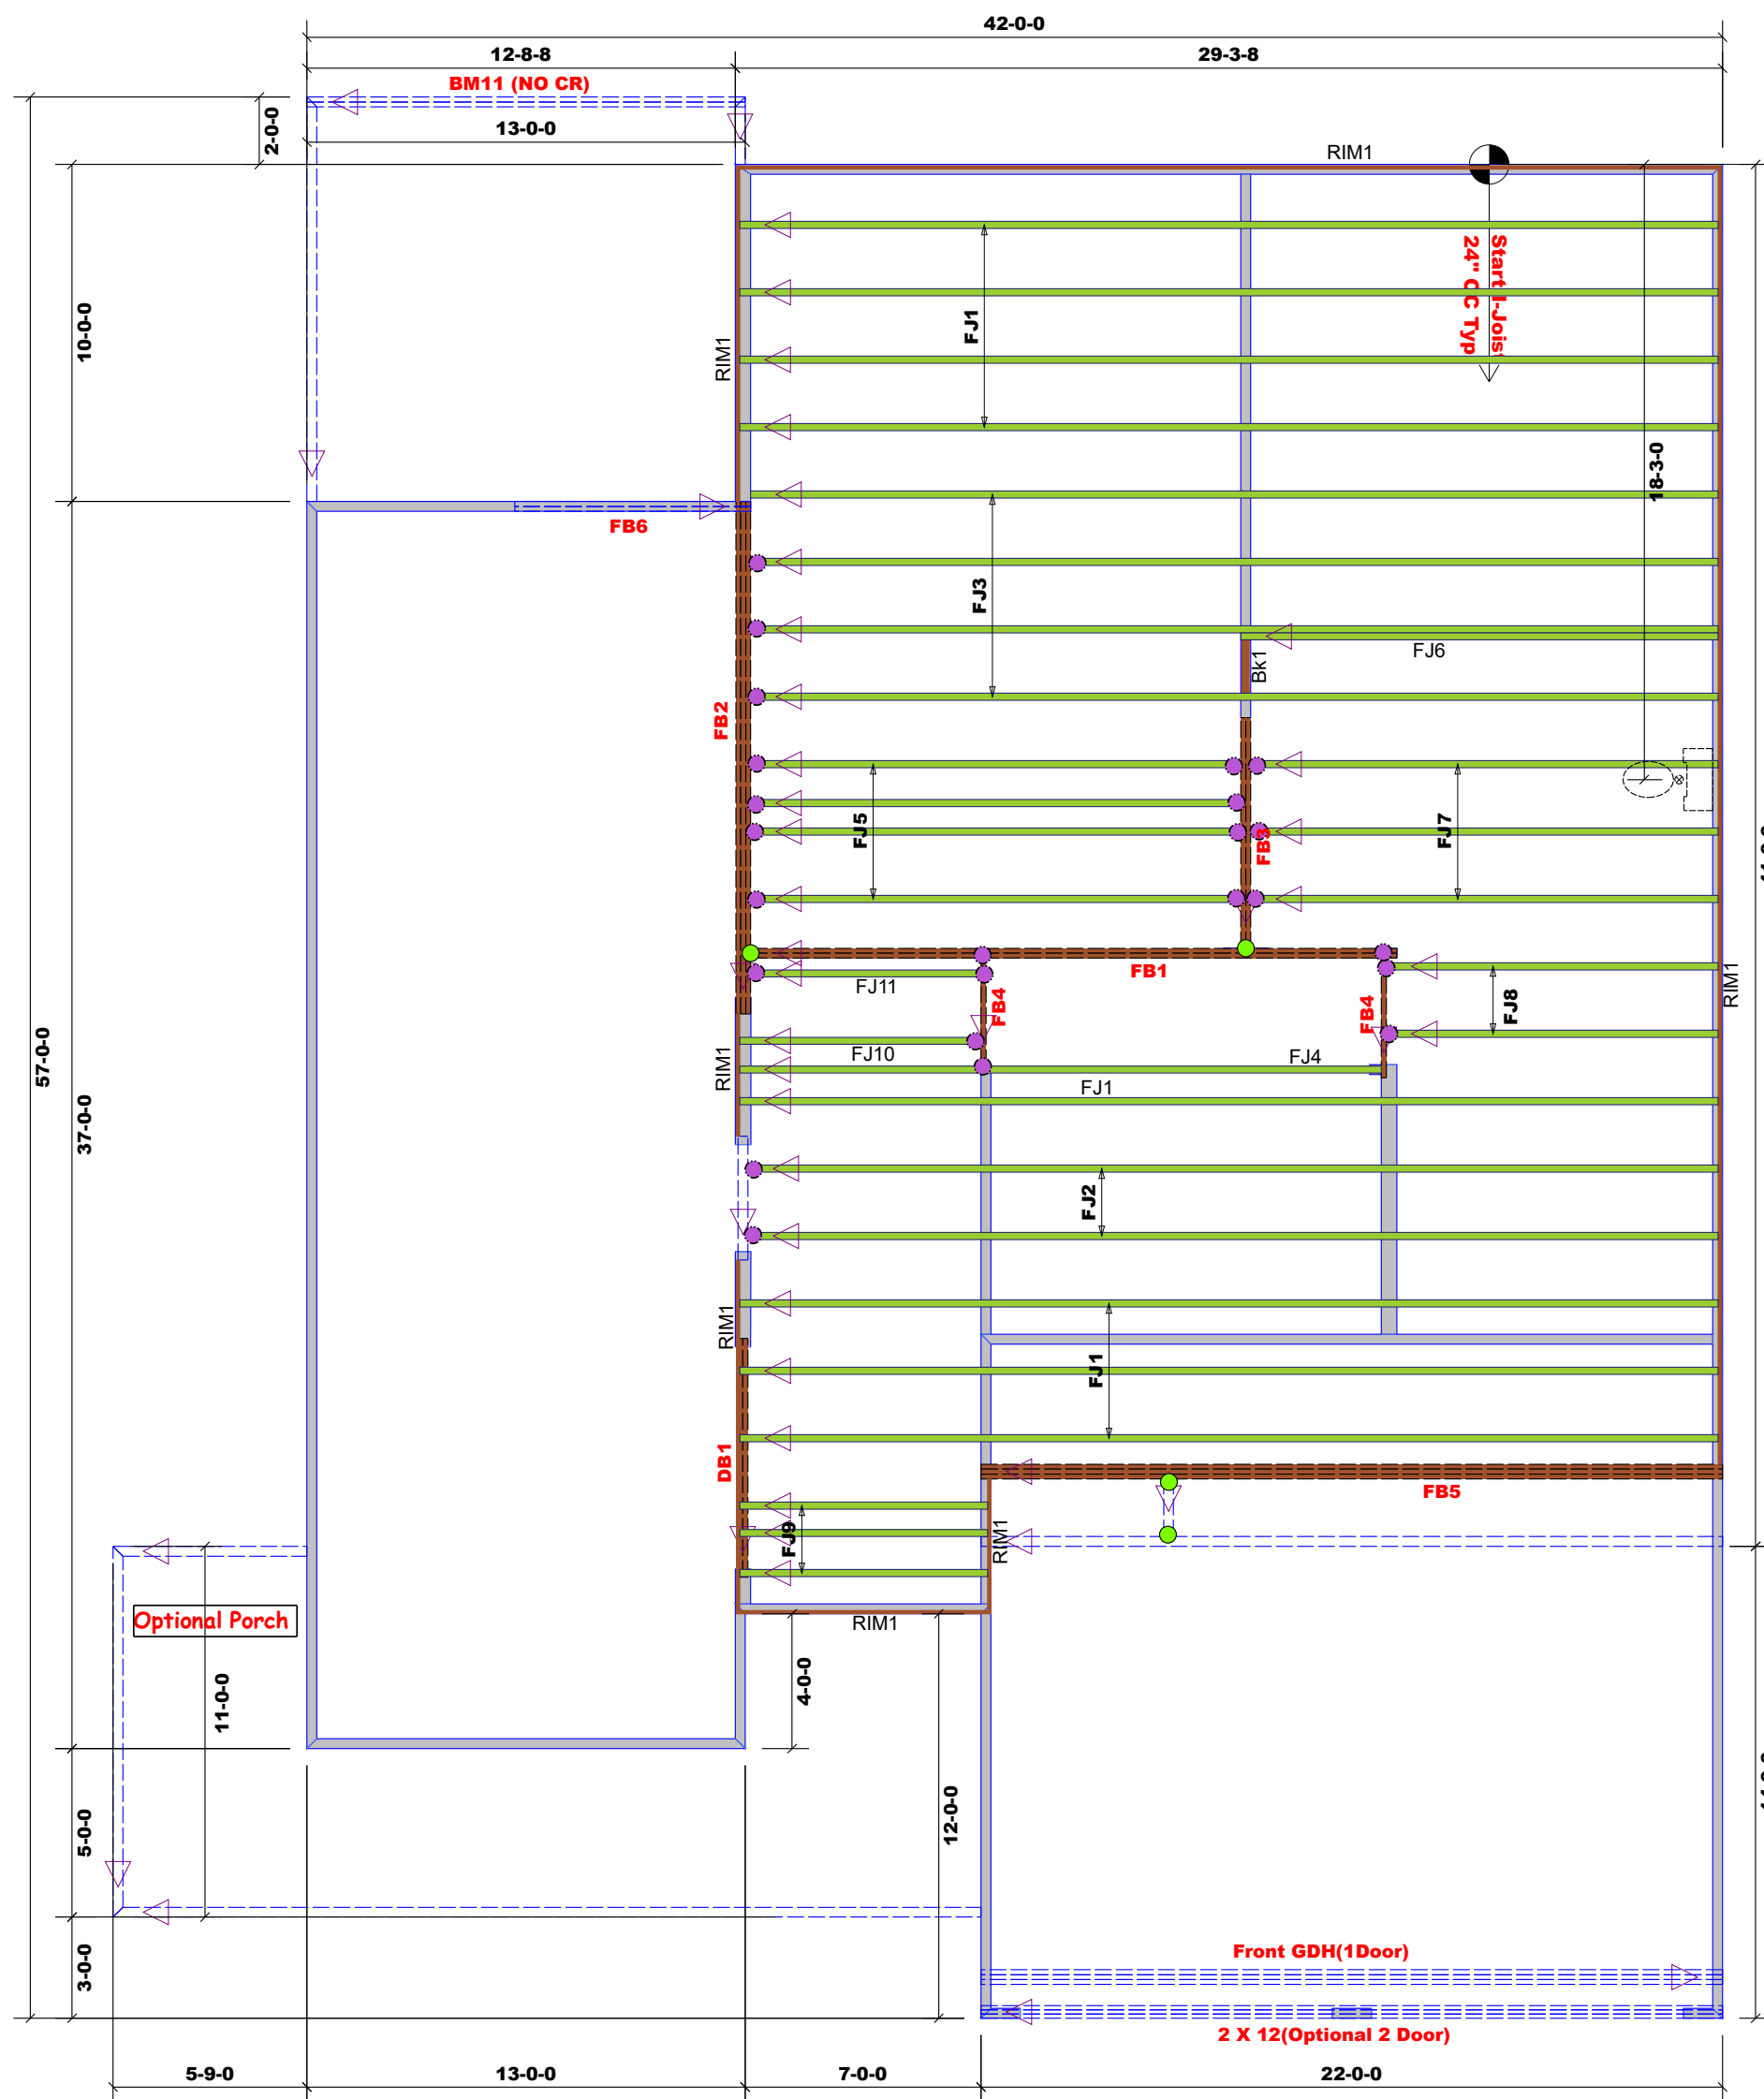 42-0-0
12-8-8
29-3-8
BM11 (NO CR)
2-0-0
13-0-0
RIM1
Start I-Jois
24" OC Typ
10-0-0
RIM1
FJ1
18-3-0
FB6
FJ3
FJ6
Bk1
FB2
FJ5
FB3
FJ7
FB1
FJ11
FB4
FB4
FJ8
RIM1
57-0-0
37-0-0
RIM1
FJ10
FJ4
FJ1
FJ2
RIM1
FJ1
DB1
FB5
FJ9
RIM1
Optional Porch
RIM1
11-0-0
4-0-0
5-0-0
12-0-0
3-0-0
Front GDH(1Door)
2 X 12(Optional 2 Door)
5-9-0
13-0-0
7-0-0
22-0-0